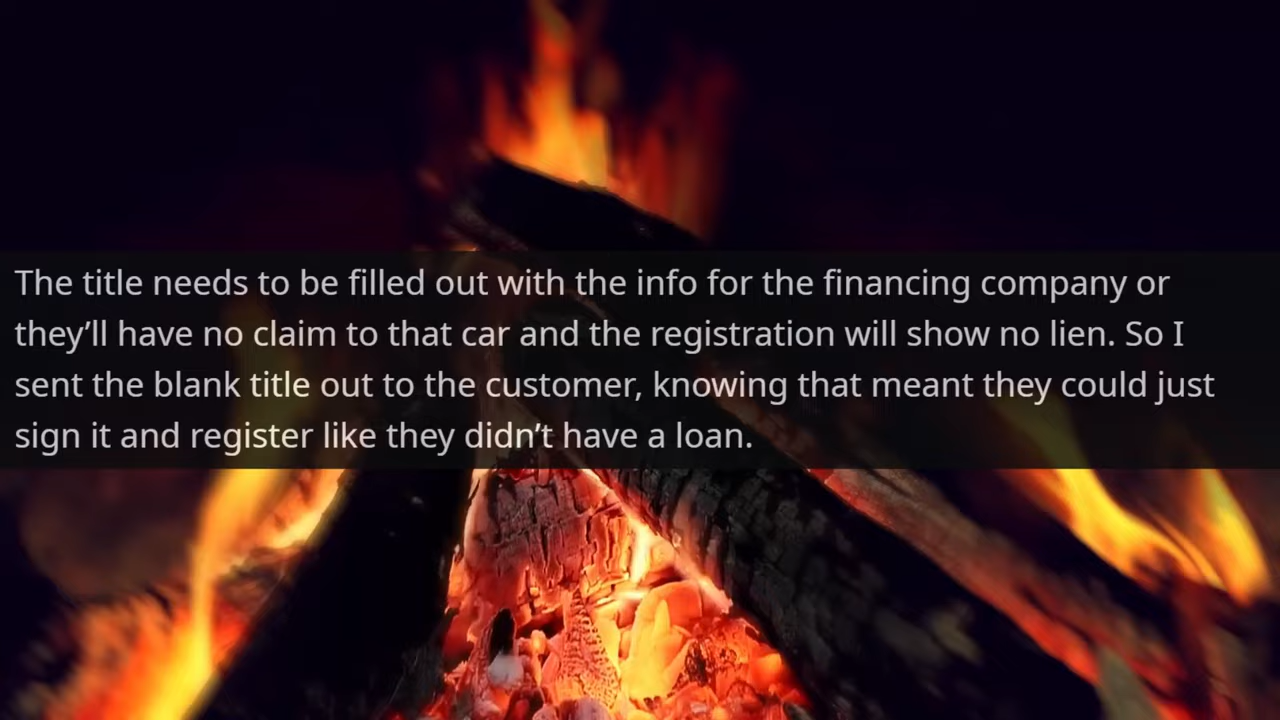 The title needs to be filled out with the info for the financing company or
they’ll have no claim to that car and the registration will show no lien. So I
sent the blank title out to the customer, knowing that meant they could just
sign it and register like they didn’t have a loan.